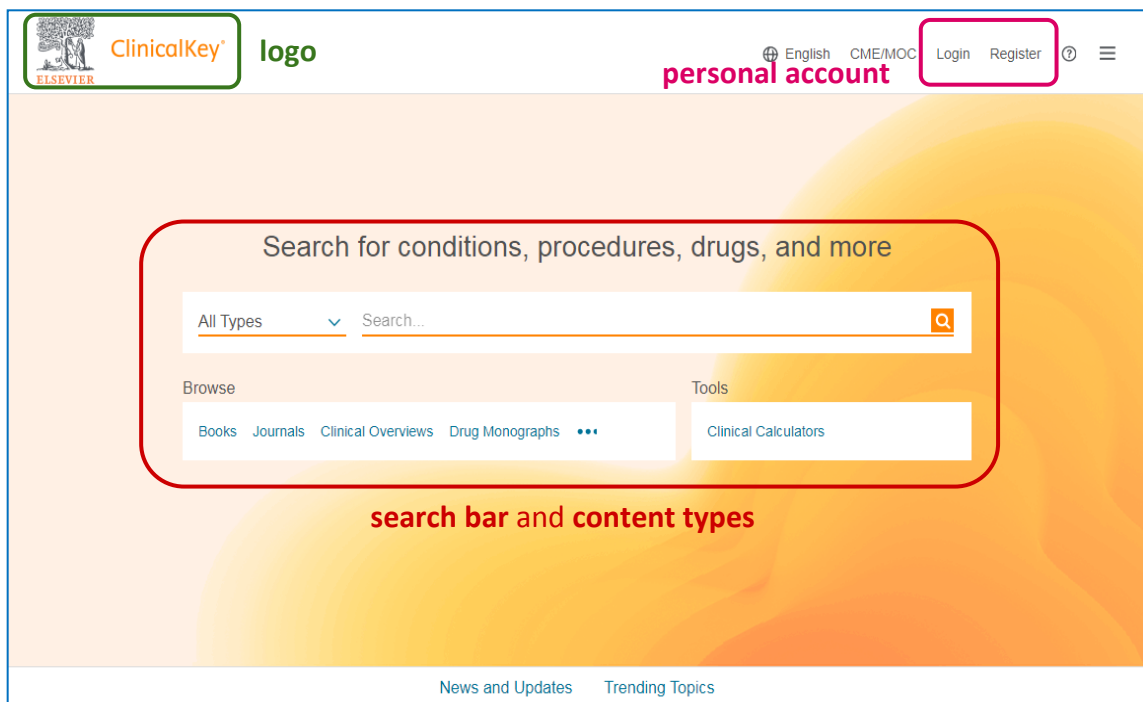 ELSEVIER
ClinicalKey®
logo
English CME/MOC Login Register ?
personal account
Search for conditions, procedures, drugs, and more
All Types Search...
Browse
Tools
Books Journals Clinical Overviews Drug Monographs
Clinical Calculators
search bar and content types
News and Updates Trending Topics